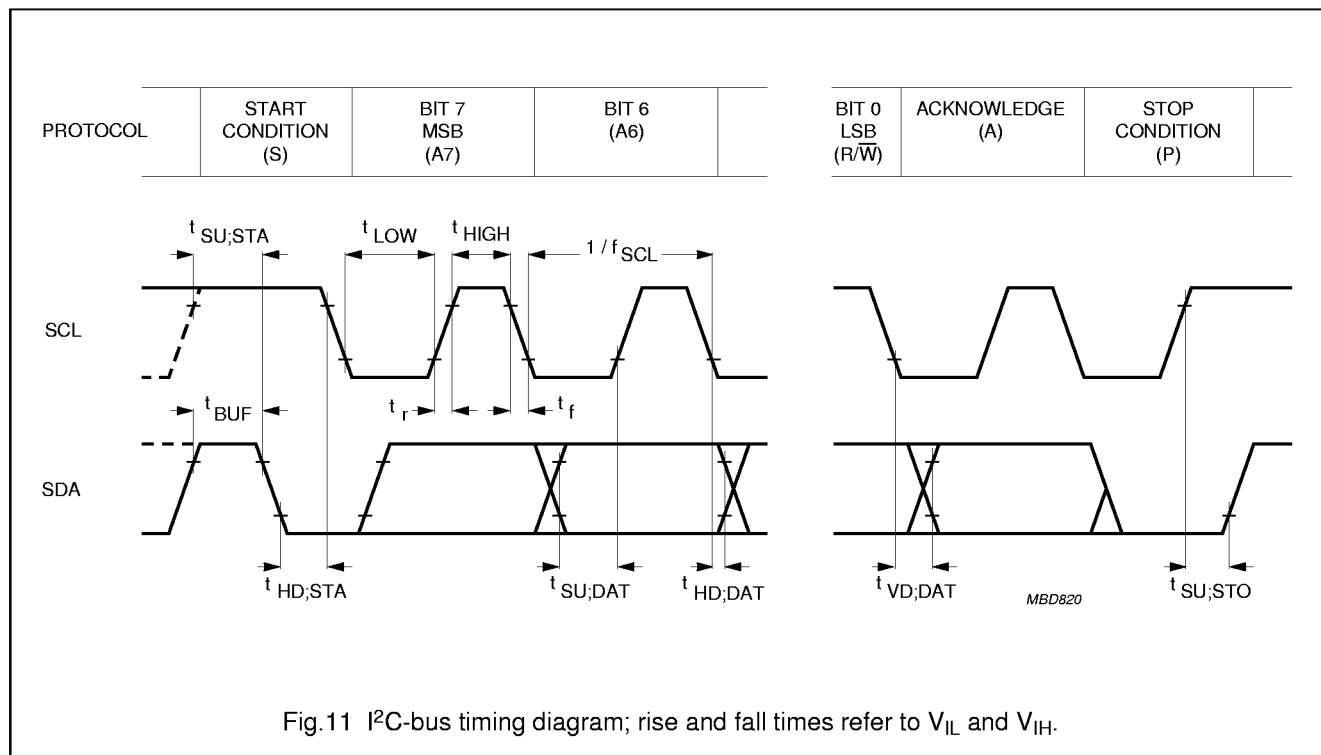 PROTOCOL
START
CONDITION
(S)
BIT 7
MSB
(A7)
BIT 6
(A6)
BIT 0
LSB
(R/W̅)
ACKNOWLEDGE
(A)
STOP
CONDITION
(P)
t SU;STA
t LOW
t HIGH
1 / f SCL
SCL
t BUF
t r
t f
SDA
t HD;STA
t SU;DAT
t HD;DAT
t VD;DAT
MBD820
t SU;STO
Fig.11 I²C-bus timing diagram; rise and fall times refer to VIL and VIH.